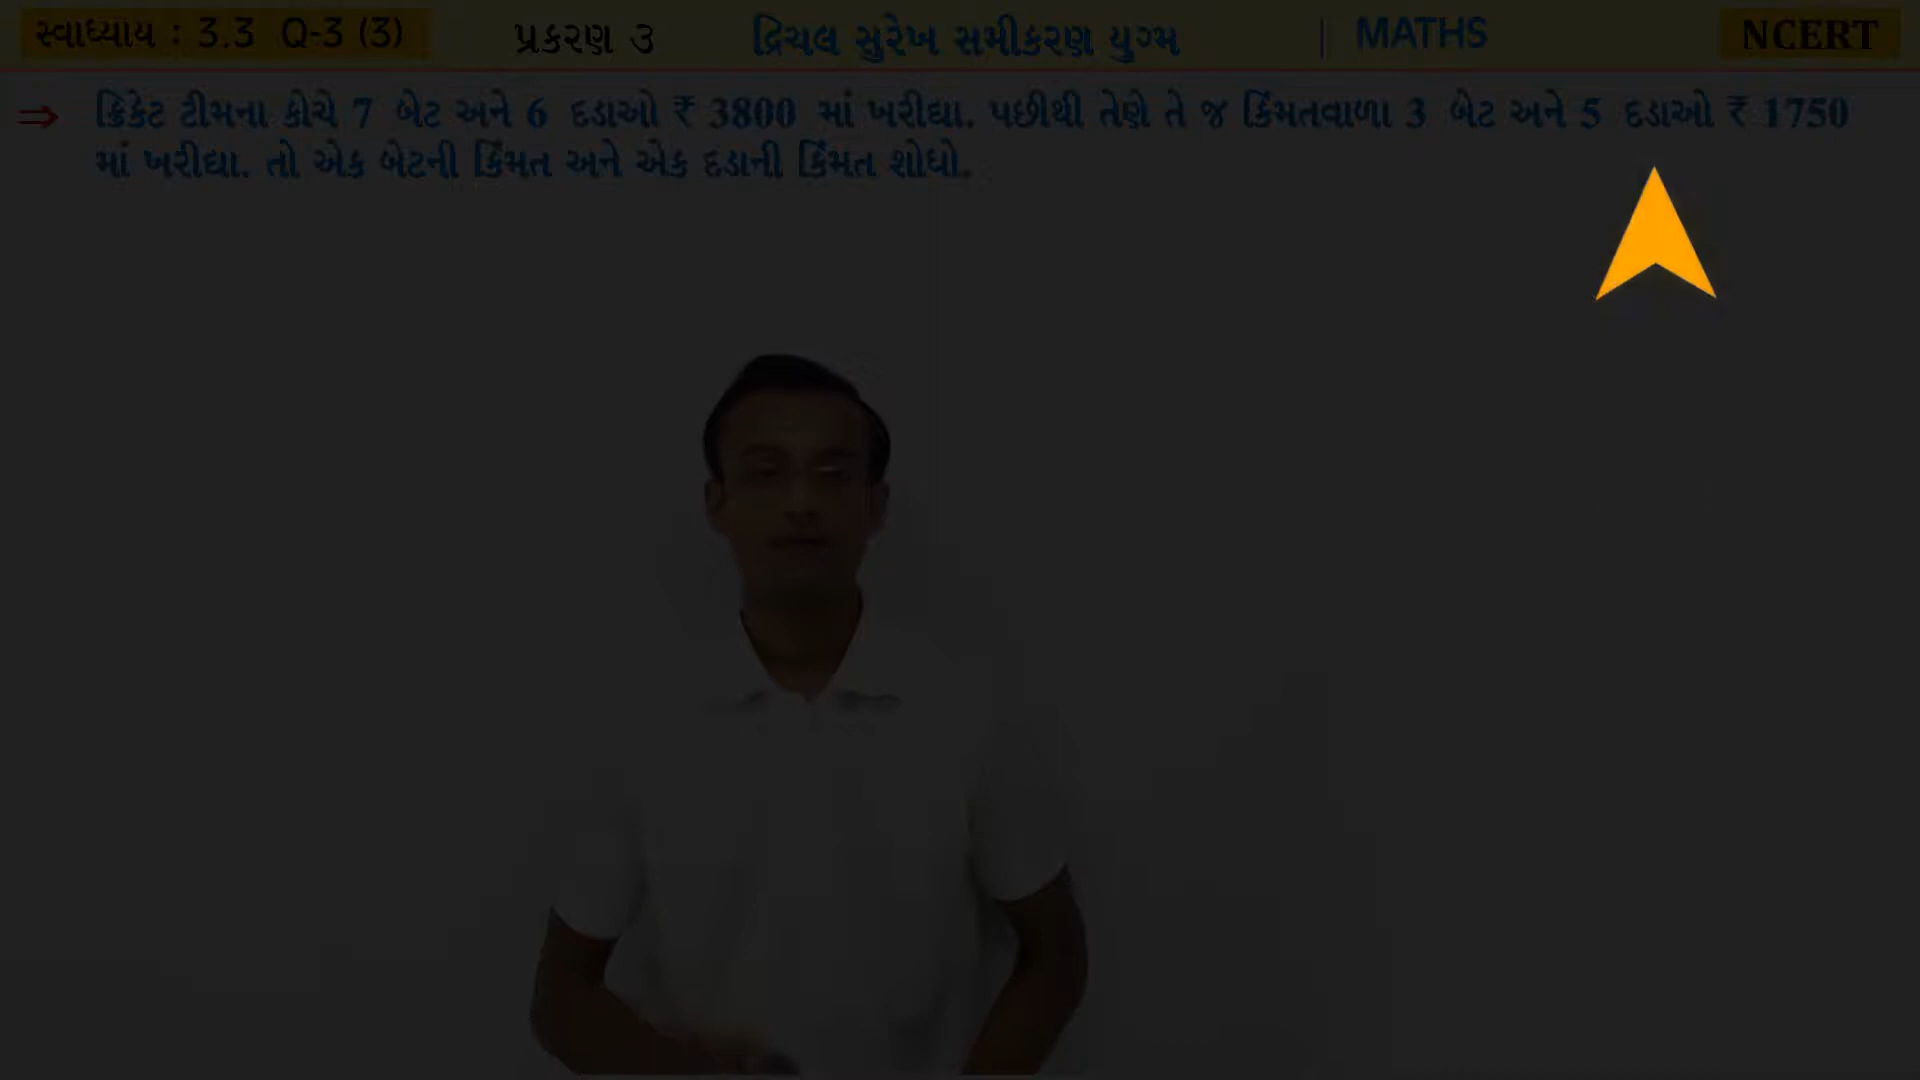 સ્વાધ્યાય : 3.3 Q-3 (3) પ્રકરણ ૩ દ્વિચલ સુરેખ સમીકરણ યુગ્મ | MATHS NCERT
⇒ ક્રિકેટ ટીમના કોચે 7 બેટ અને 6 દડાઓ ₹ 3800 માં ખરીદ્યા. પછીથી તેણે તે જ કિંમતવાળા 3 બેટ અને 5 દડાઓ ₹ 1750
માં ખરીદ્યા. તો એક બેટની કિંમત અને એક દડાની કિંમત શોધો.